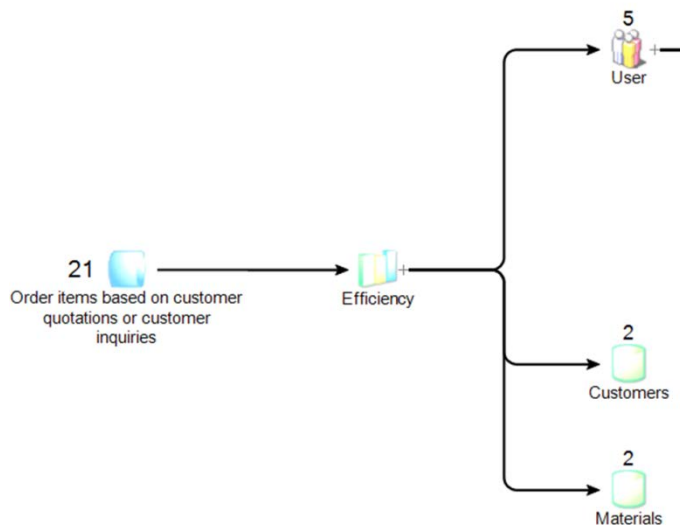 5
User
21
Order items based on customer
quotations or customer
inquiries
Efficiency
2
Customers
2
Materials